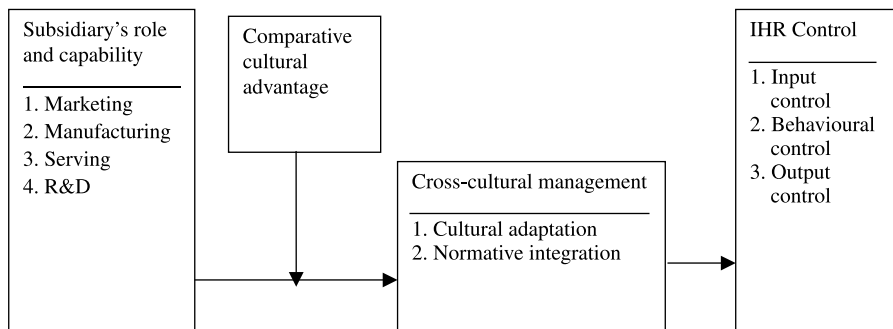 Subsidiary's role
and capability
1. Marketing
2. Manufacturing
3. Serving
4. R&D
Comparative
cultural
advantage
Cross-cultural management
1. Cultural adaptation
2. Normative integration
IHR Control
1. Input
control
2. Behavioural
control
3. Output
control